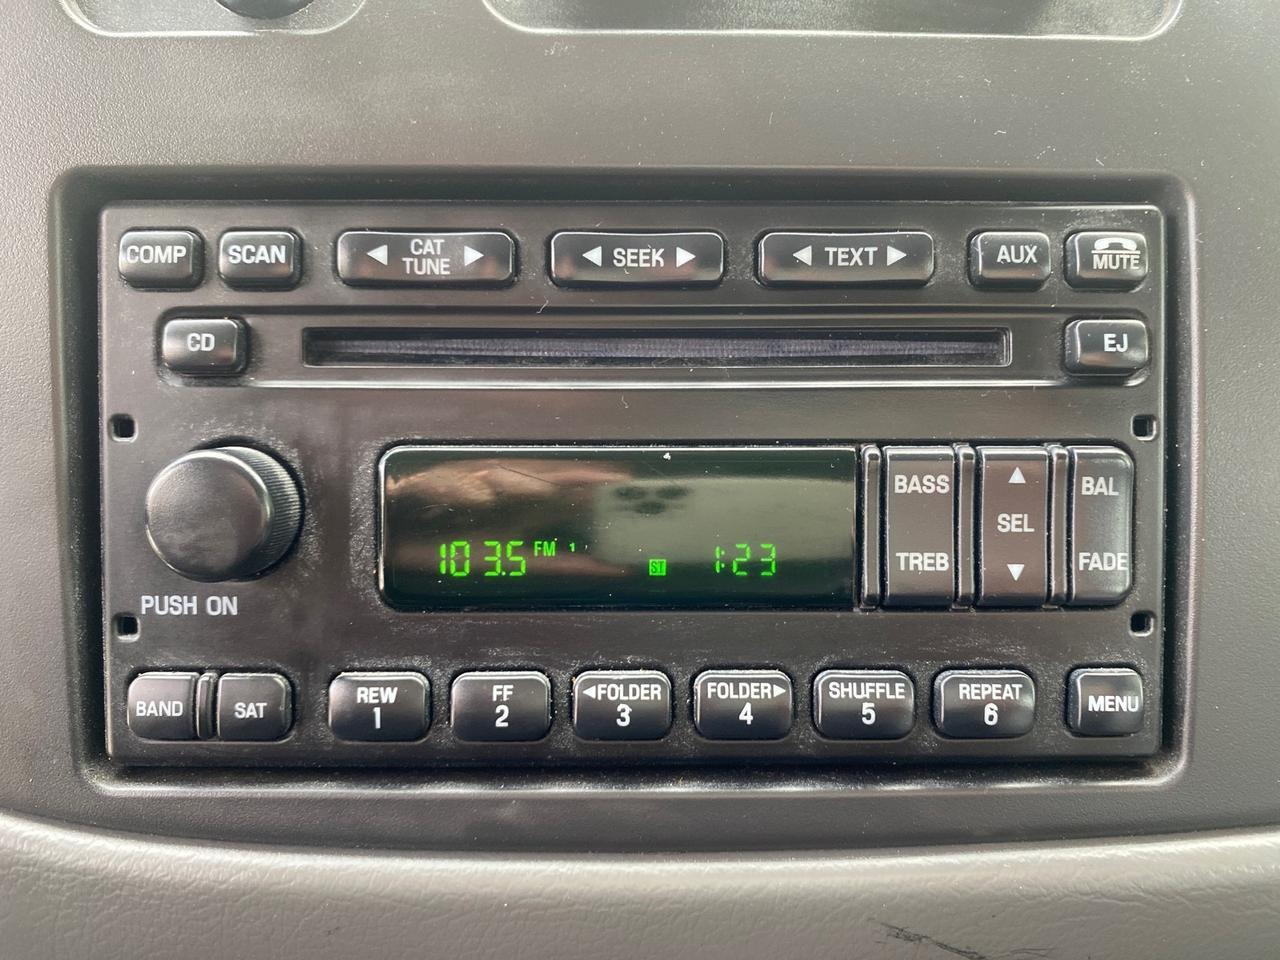 COMP SCAN ◀ CAT TUNE ▶ ◀ SEEK ▶ ◀ TEXT ▶ AUX MUTE
CD EJ
BASS ▲ BAL
SEL
103.5 FM 1 ST 1:23 TREB ▼ FADE
PUSH ON
BAND SAT REW 1 FF 2 ◀FOLDER 3 FOLDER▶ 4 SHUFFLE 5 REPEAT 6 MENU